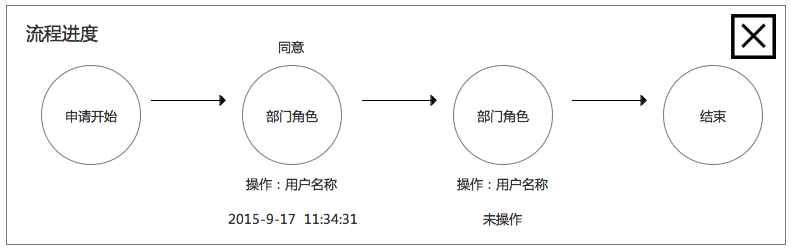 流程进度
同意
申请开始
部门角色
部门角色
结束
操作：用户名称
操作：用户名称
2015-9-17 11:34:31
未操作